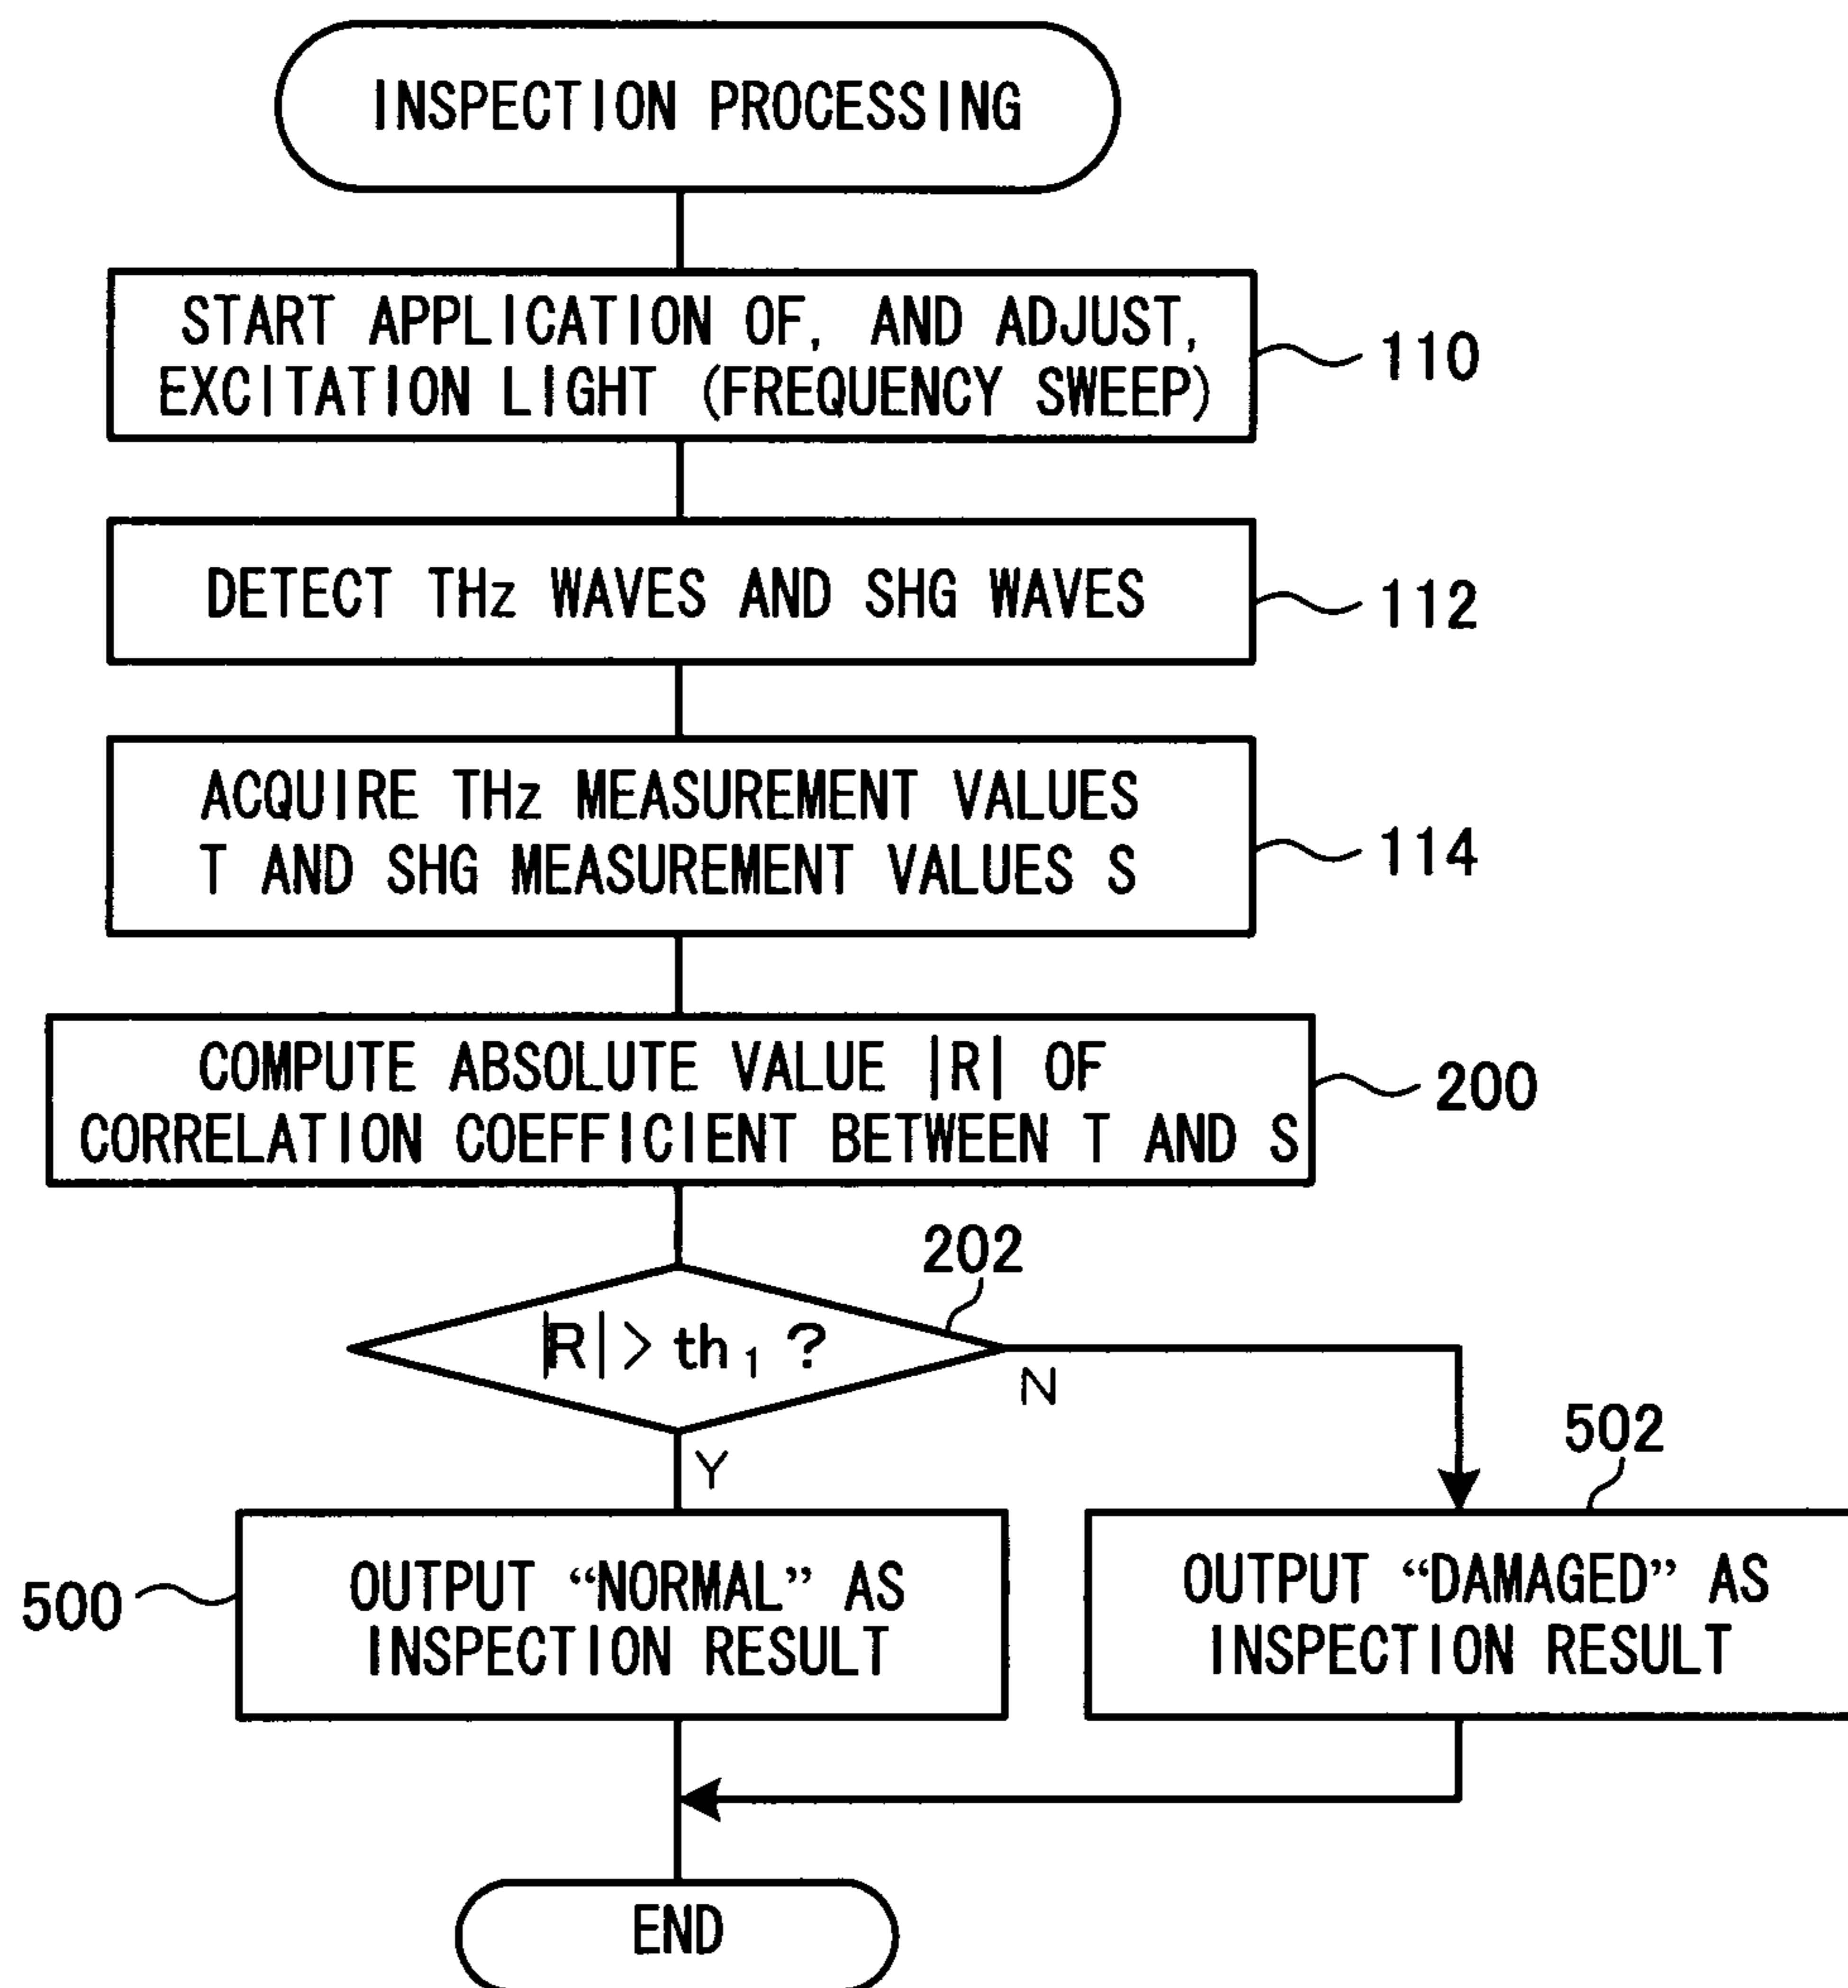 INSPECTION PROCESSING
START APPLICATION OF, AND ADJUST,
EXCITATION LIGHT (FREQUENCY SWEEP)
110
DETECT THz WAVES AND SHG WAVES
112
ACQUIRE THz MEASUREMENT VALUES
T AND SHG MEASUREMENT VALUES S
114
COMPUTE ABSOLUTE VALUE |R| OF
CORRELATION COEFFICIENT BETWEEN T AND S
200
202
|R| > th₁ ?
N
Y
502
500
OUTPUT “NORMAL” AS
INSPECTION RESULT
OUTPUT “DAMAGED” AS
INSPECTION RESULT
END